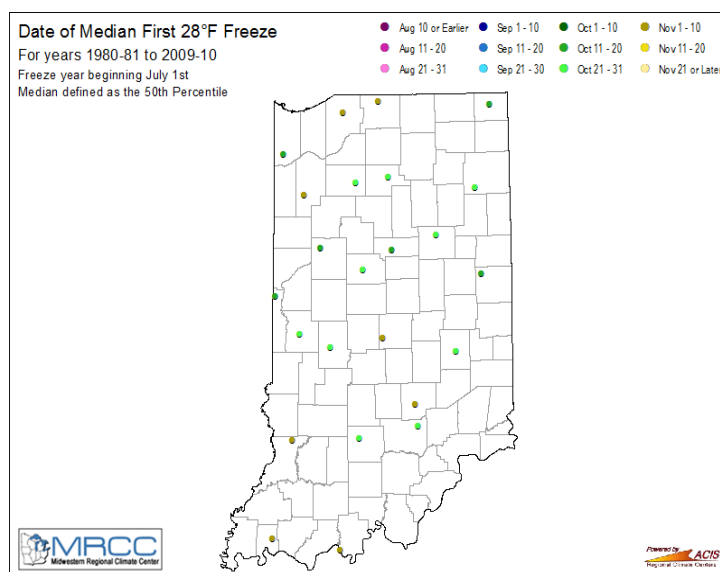 Date of Median First 28°F Freeze
For years 1980-81 to 2009-10
Freeze year beginning July 1st
Median defined as the 50th Percentile
Aug 10 or Earlier
Aug 11 - 20
Aug 21 - 31
Sep 1 - 10
Sep 11 - 20
Sep 21 - 30
Oct 1 - 10
Oct 11 - 20
Oct 21 - 31
Nov 1 - 10
Nov 11 - 20
Nov 21 or Later
MRCC
Midwestern Regional Climate Center
Powered by
ACIS
Regional Climate Centers